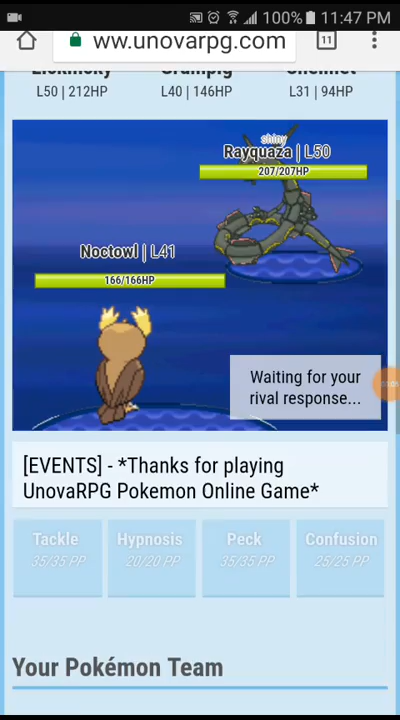 100% 11:47 PM
ww.unovarpg.com 11
L50 | 212HP L40 | 146HP L31 | 94HP
shiny
Rayquaza | L50
207/207HP
Noctowl | L41
166/166HP
Waiting for your
rival response...
[EVENTS] - *Thanks for playing
UnovaRPG Pokemon Online Game*
Tackle Hypnosis Peck Confusion
35/35 PP 20/20 PP 35/35 PP 25/25 PP
Your Pokémon Team